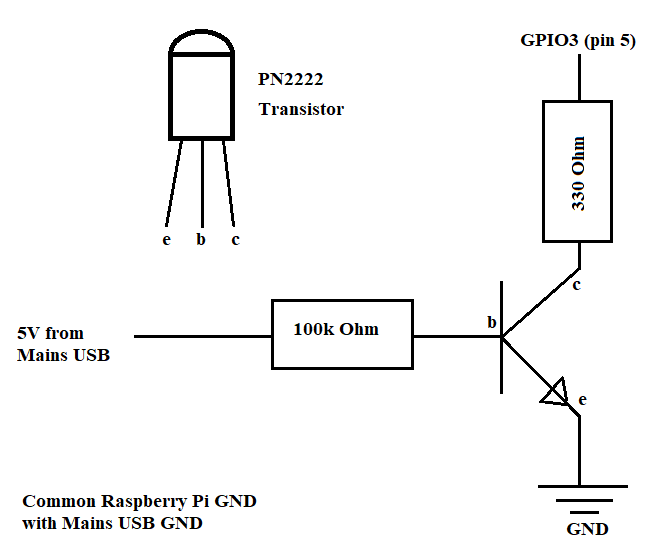 GPIO3 (pin 5)
PN2222
Transistor
330 Ohm
e b c
c
b
100k Ohm
5V from
Mains USB
e
Common Raspberry Pi GND
with Mains USB GND
GND